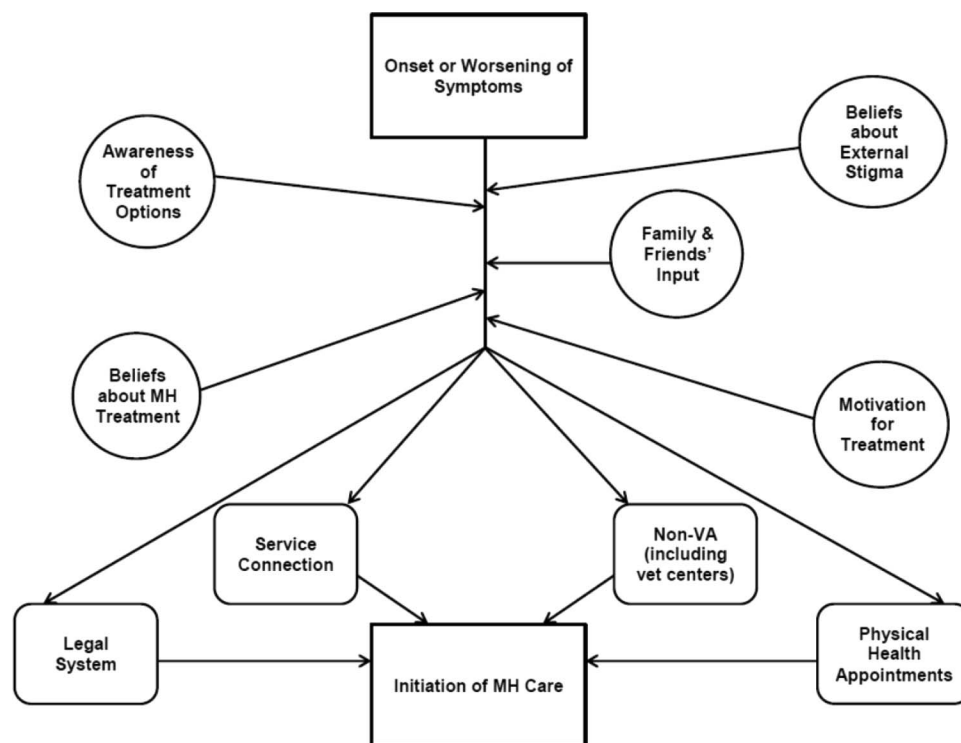 Onset or Worsening of
Symptoms
Beliefs
about
External
Stigma
Awareness
of
Treatment
Options
Family &
Friends’
Input
Beliefs
about MH
Treatment
Motivation
for
Treatment
Service
Connection
Non-VA
(including
vet centers)
Legal
System
Physical
Health
Appointments
Initiation of MH Care